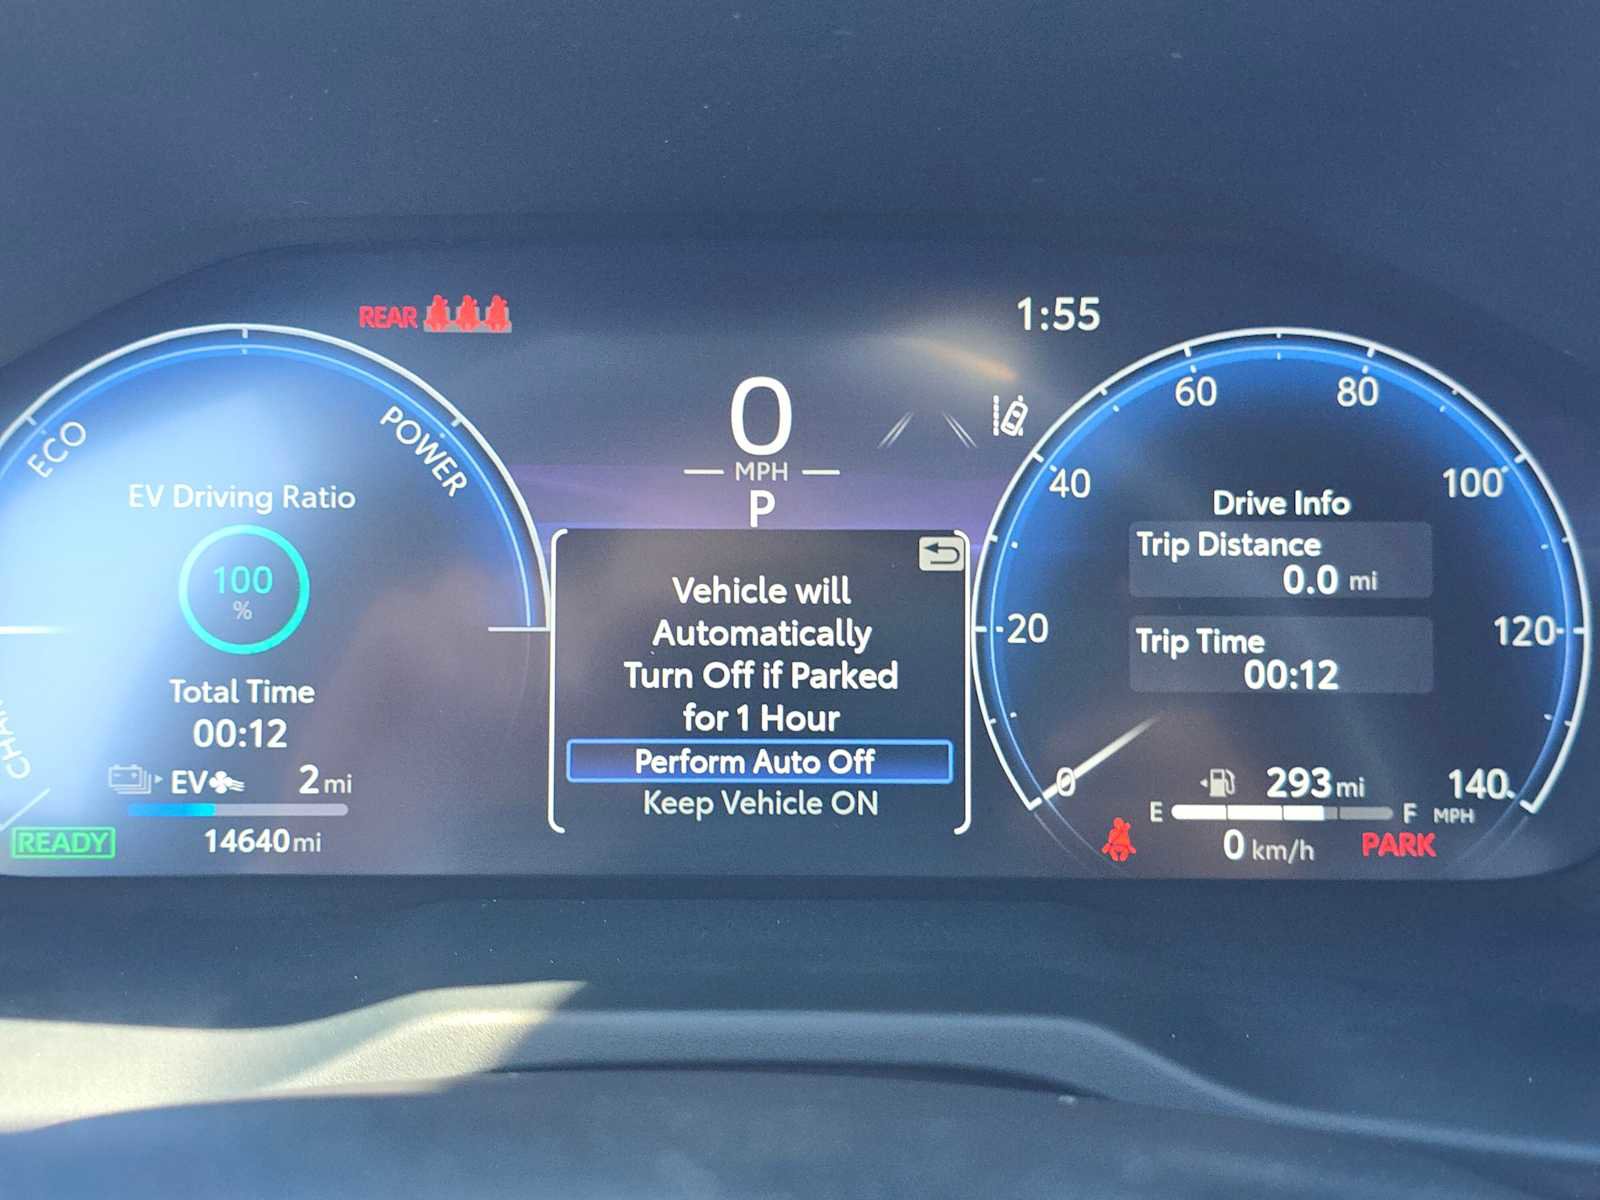 REAR
1:55
ECO
POWER
EV Driving Ratio
100
%
Total Time
00:12
EV 2 mi
READY
14640 mi
0
MPH
P
Vehicle will
Automatically
Turn Off if Parked
for 1 Hour
Perform Auto Off
Keep Vehicle ON
60 80
40 100
20 120
0 140
Drive Info
Trip Distance
0.0 mi
Trip Time
00:12
293 mi
E F MPH
0 km/h PARK